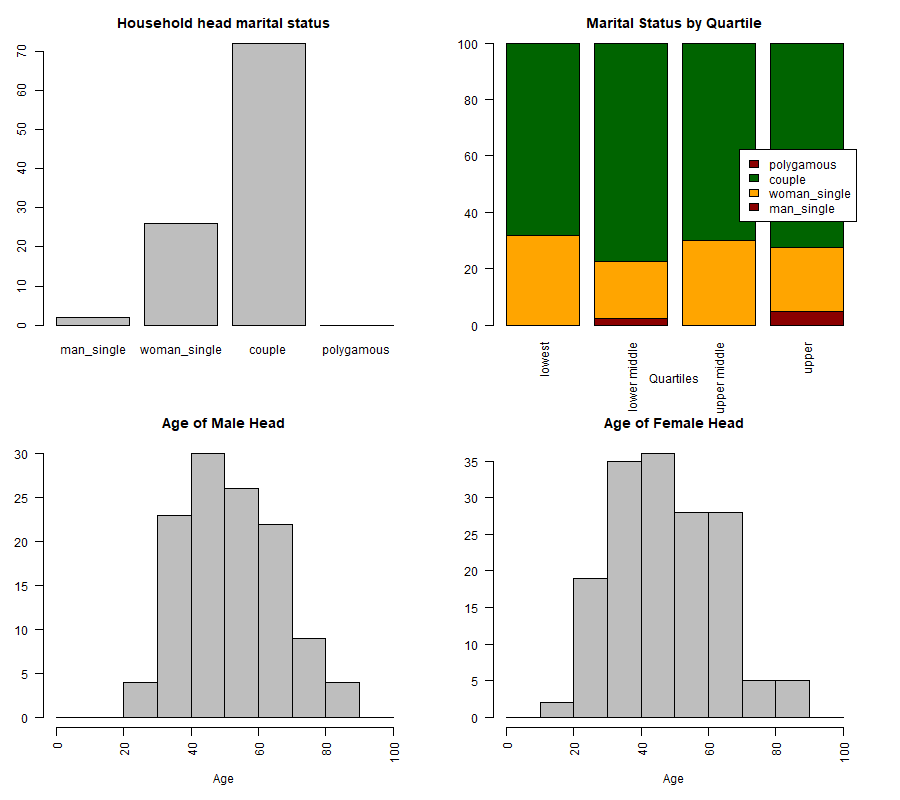 Household head marital status
70
60
50
40
30
20
10
0
man_single woman_single couple polygamous
Marital Status by Quartile
100
80
60
40
20
0
polygamous
couple
woman_single
man_single
lowest
lower middle
upper middle
upper
Quartiles
Age of Male Head
30
25
20
15
10
5
0
0 20 40 60 80 100
Age
Age of Female Head
35
30
25
20
15
10
5
0
0 20 40 60 80 100
Age